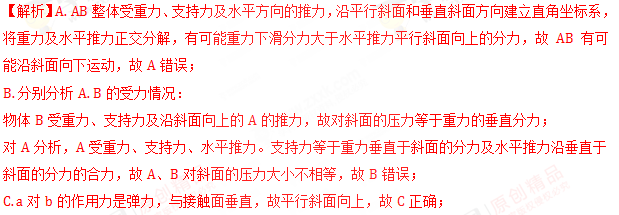 【解析】A.AB 整体受重力、支持力及水平方向的推力，沿平行斜面和垂直斜面方向建立直角坐标系，
将重力及水平推力正交分解，有可能重力下滑分力大于水平推力平行斜面向上的分力，故 AB 有可
能沿斜面向下运动，故 A 错误；
B.分别分析 A.B 的受力情况：
物体 B 受重力、支持力及沿斜面向上的 A 的推力，故对斜面的压力等于重力的垂直分力；
对 A 分析，A 受重力、支持力、水平推力。支持力等于重力垂直于斜面的分力及水平推力沿垂直于
斜面的分力的合力，故 A、B 对斜面的压力大小不相等，故 B 错误；
C.a 对 b 的作用力是弹力，与接触面垂直，故平行斜面向上，故 C 正确；
原创精品